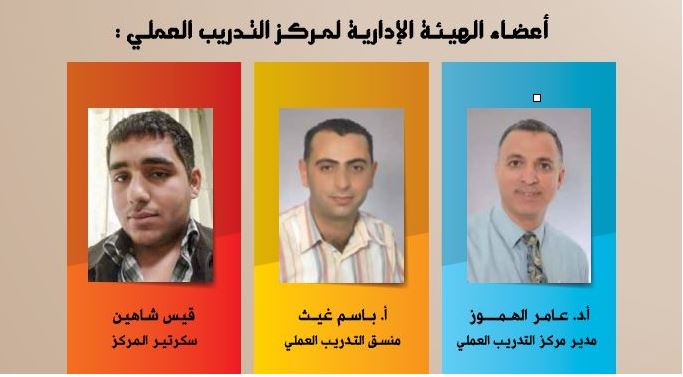 أعضاء الهيئة الإدارية لمركز التدريب العملي :
أ.د. عامر الهموز
مدير مركز التدريب العملي
أ. باسم غيث
منسق التدريب العملي
قيس شاهين
سكرتير المركز